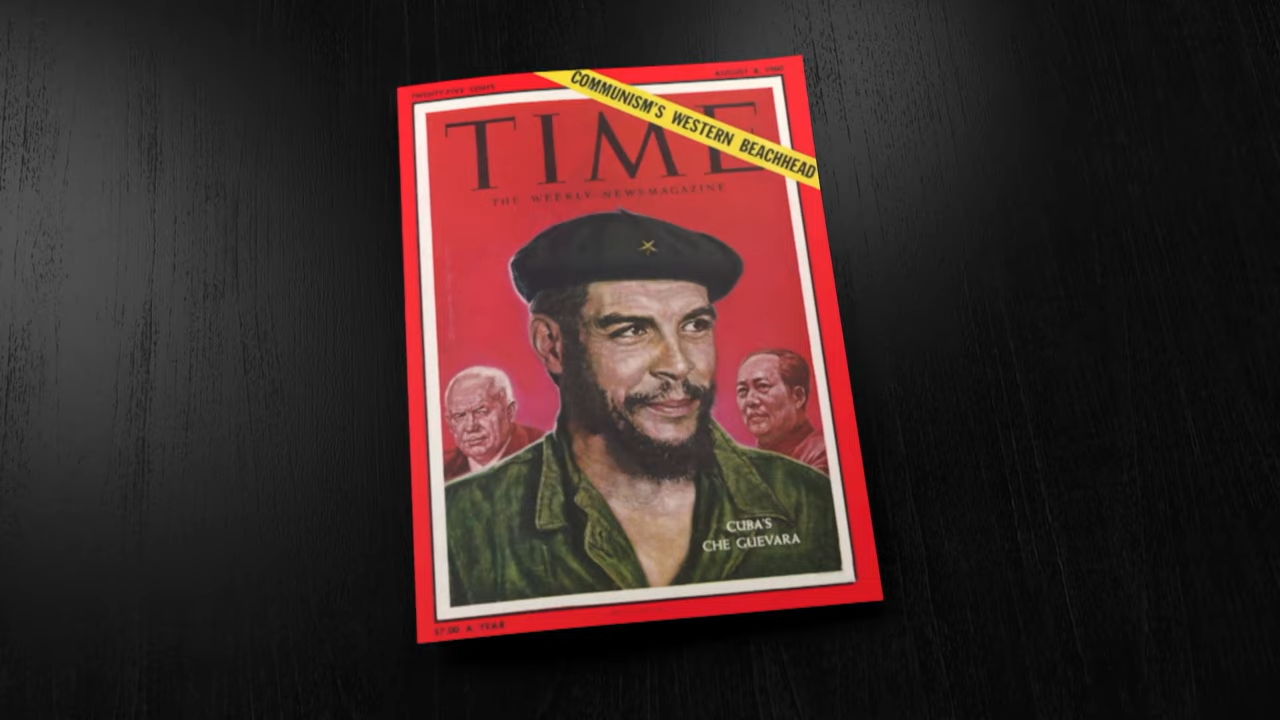 TWENTY-FIVE CENTS
AUGUST 8, 1960
COMMUNISM'S WESTERN BEACHHEAD
TIME
THE WEEKLY NEWSMAGAZINE
CUBA'S
CHE GUEVARA
$7.00 A YEAR